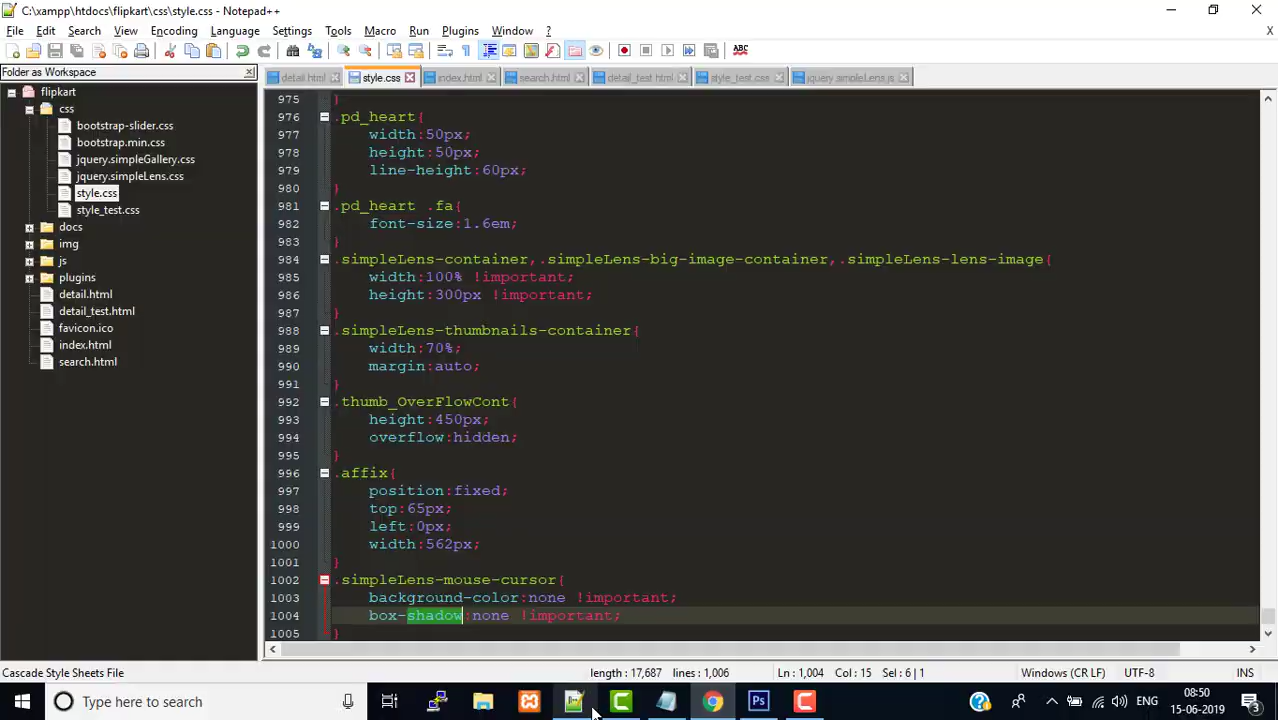 C:\xampp\htdocs\flipkart\css\style.css - Notepad++
File Edit Search View Encoding Language Settings Tools Macro Run Plugins Window ? X
ABC
Folder as Workspace
detail.html style.css index.html search.html detail_test.html style_test.css jquery.simpleLens.js
flipkart
css
bootstrap-slider.css
bootstrap.min.css
jquery.simpleGallery.css
jquery.simpleLens.css
style.css
style_test.css
docs
img
js
plugins
detail.html
detail_test.html
favicon.ico
index.html
search.html
975 }
976 .pd_heart{
977 width:50px;
978 height:50px;
979 line-height:60px;
980 }
981 .pd_heart .fa{
982 font-size:1.6em;
983 }
984 .simpleLens-container,.simpleLens-big-image-container,.simpleLens-lens-image{
985 width:100% !important;
986 height:300px !important;
987 }
988 .simpleLens-thumbnails-container{
989 width:70%;
990 margin:auto;
991 }
992 .thumb_OverFlowCont{
993 height:450px;
994 overflow:hidden;
995 }
996 .affix{
997 position:fixed;
998 top:65px;
999 left:0px;
1000 width:562px;
1001 }
1002 .simpleLens-mouse-cursor{
1003 background-color:none !important;
1004 box-shadow:none !important;
1005 }
Cascade Style Sheets File length : 17,687 lines : 1,006 Ln : 1,004 Col : 15 Sel : 6 | 1 Windows (CR LF) UTF-8 INS
Type here to search
Ps
ENG
08:50
15-06-2019
3